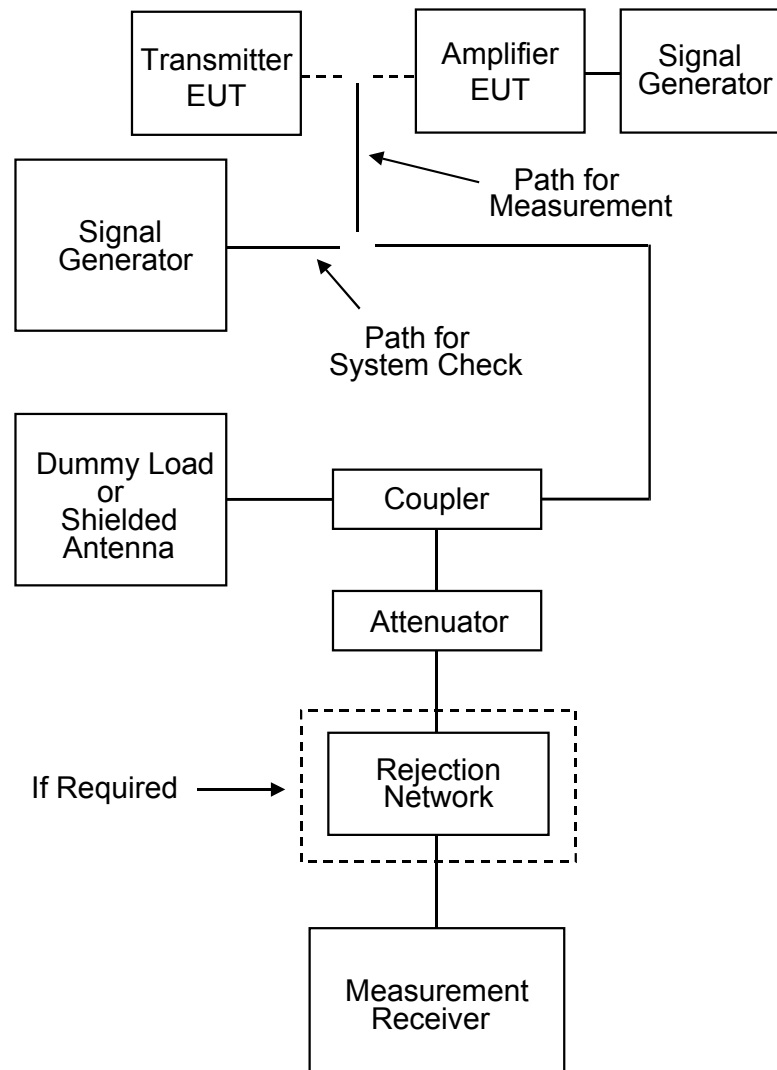 Transmitter
EUT
Amplifier
EUT
Signal
Generator
Path for
Measurement
Signal
Generator
Path for
System Check
Dummy Load
or
Shielded
Antenna
Coupler
Attenuator
If Required
Rejection
Network
Measurement
Receiver